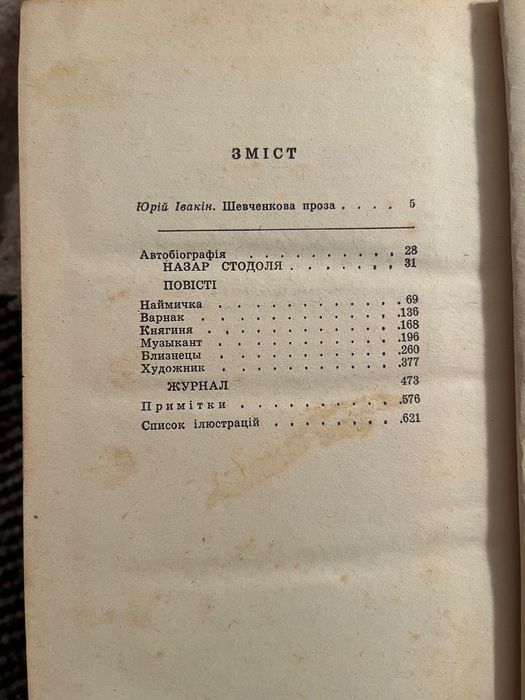 ЗМІСТ
Юрій Івакін. Шевченкова проза . . . . 5
Автобіографія . . . . . . . . . . 28
НАЗАР СТОДОЛЯ . . . . . . . 31
ПОВІСТІ
Наймичка . . . . . . . . . . . 69
Варнак . . . . . . . . . . . .136
Княгиня . . . . . . . . . . .168
Музыкант . . . . . . . . . . .196
Близнецы . . . . . . . . . . .260
Художник . . . . . . . . . . .377
ЖУРНАЛ 473
Примітки . . . . . . . . . .576
Список ілюстрацій . . . . . . . .621